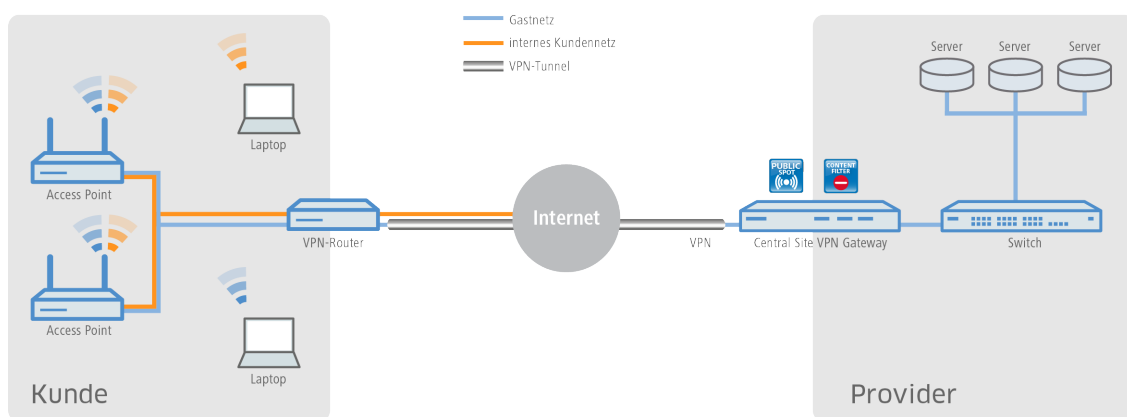 Gastnetz
internes Kundennetz
VPN-Tunnel
Server
Server
Server
Laptop
PUBLIC
SPOT
CONTENT
FILTER
Access Point
Internet
VPN-Router
VPN
Central Site VPN Gateway
Switch
Access Point
Laptop
Kunde
Provider